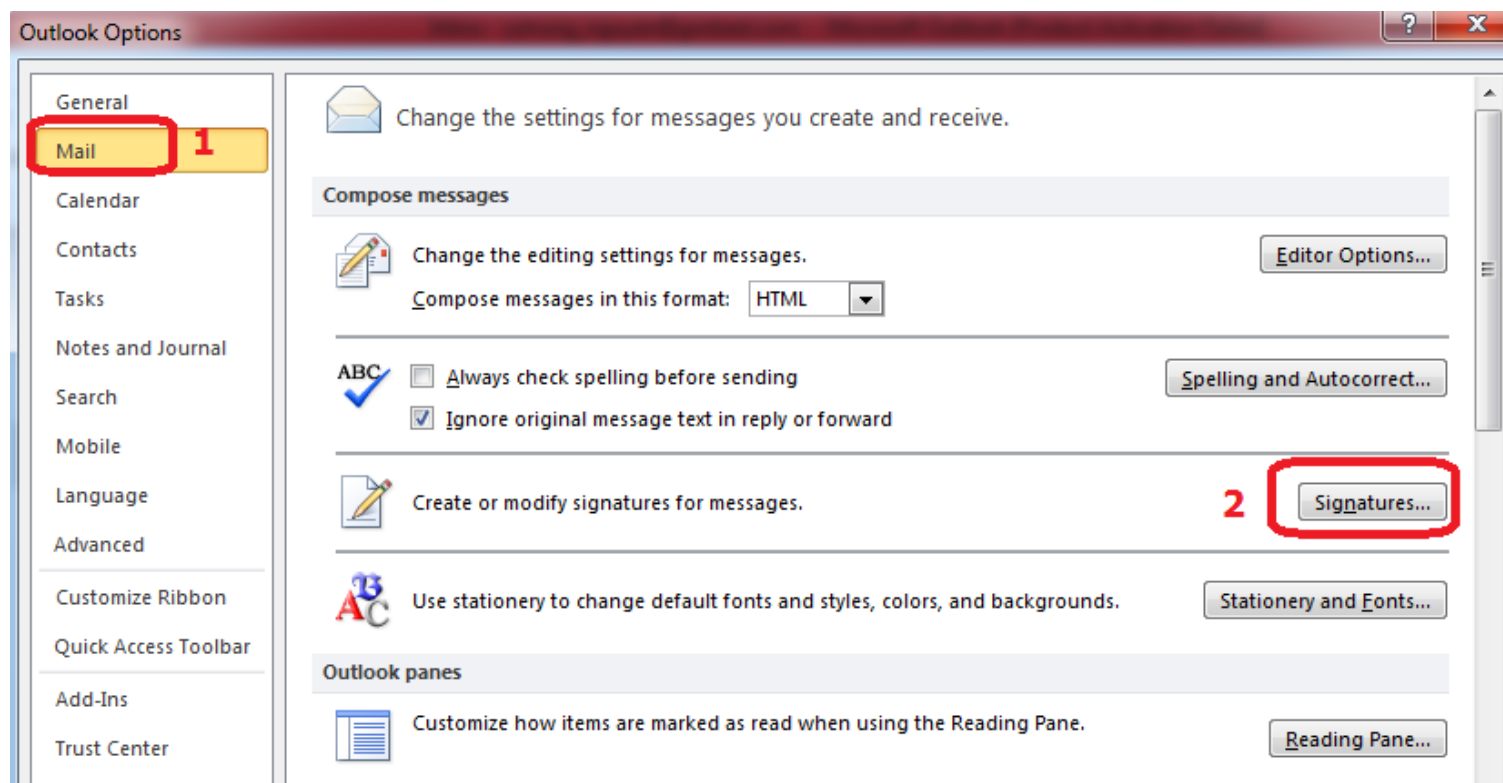 Outlook Options
?
X
General
Mail
1
Calendar
Contacts
Tasks
Notes and Journal
Search
Mobile
Language
Advanced
Customize Ribbon
Quick Access Toolbar
Add-Ins
Trust Center
Change the settings for messages you create and receive.
Compose messages
Change the editing settings for messages.
Editor Options...
Compose messages in this format: HTML
ABC
Always check spelling before sending
Spelling and Autocorrect...
Ignore original message text in reply or forward
Create or modify signatures for messages.
2
Signatures...
ABC
Use stationery to change default fonts and styles, colors, and backgrounds.
Stationery and Fonts...
Outlook panes
Customize how items are marked as read when using the Reading Pane.
Reading Pane...